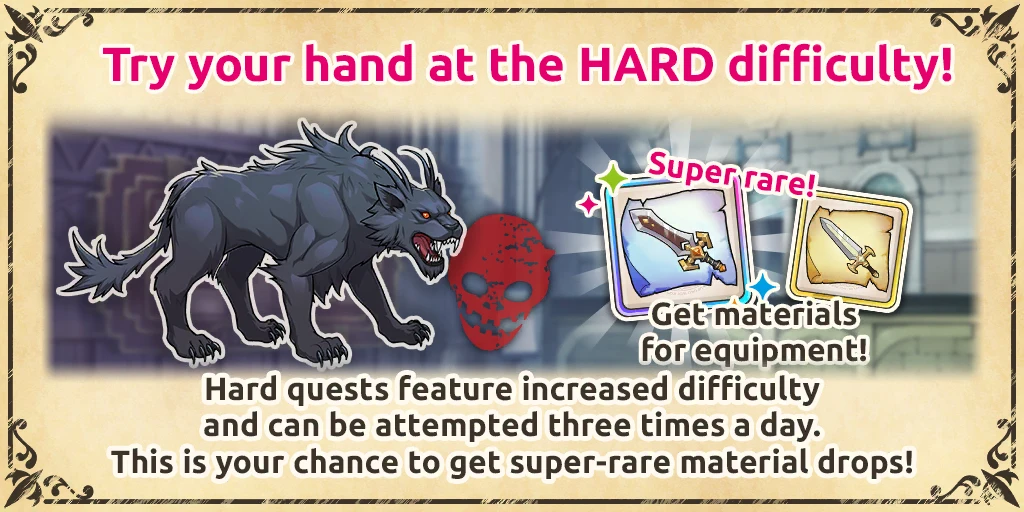 Try your hand at the HARD difficulty!
Super rare!
Get materials
for equipment!
Hard quests feature increased difficulty
and can be attempted three times a day.
This is your chance to get super-rare material drops!